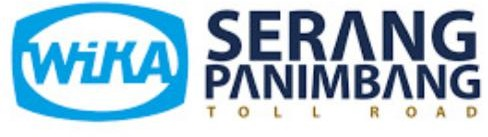 WIKA
SERANG
PANIMBANG
TOLL ROAD